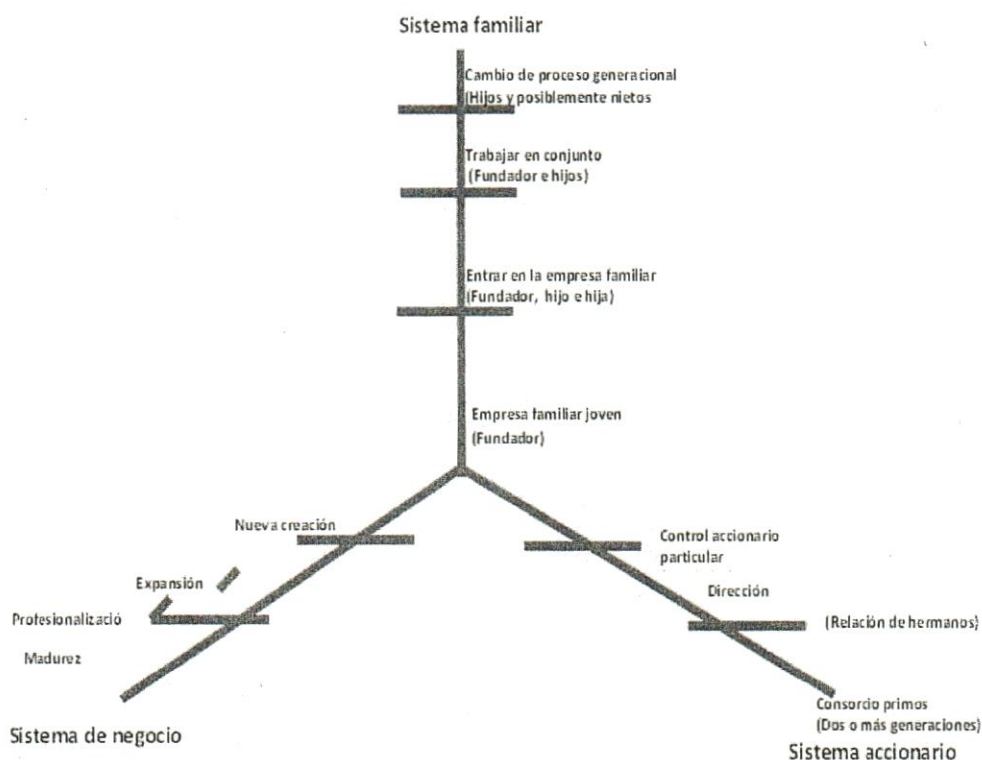 Sistema familiar
Cambio de proceso generacional
(Hijos y posiblemente nietos
Trabajar en conjunto
(Fundador e hijos)
Entrar en la empresa familiar
(Fundador, hijo e hija)
Empresa familiar joven
(Fundador)
Nueva creación
Expansión
Profesionalizació
Madurez
Sistema de negocio
Control accionario
particular
Dirección
(Relación de hermanos)
Consorcio primos
(Dos o más generaciones)
Sistema accionario